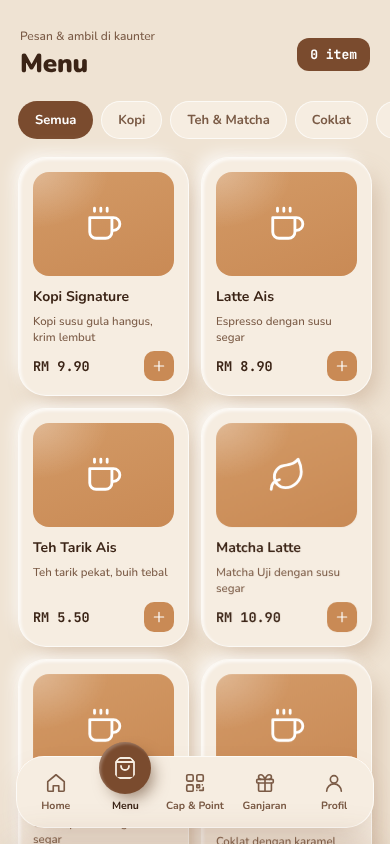 Pesan & ambil di kaunter
Menu
0 item
Semua
Kopi
Teh & Matcha
Coklat
Kopi Signature
Kopi susu gula hangus,
krim lembut
RM 9.90
Latte Ais
Espresso dengan susu
segar
RM 8.90
Teh Tarik Ais
Teh tarik pekat, buih tebal
RM 5.50
Matcha Latte
Matcha Uji dengan susu
segar
RM 10.90
Home
Menu
Cap & Point
Ganjaran
Profil
segar
Coklat dengan karamel